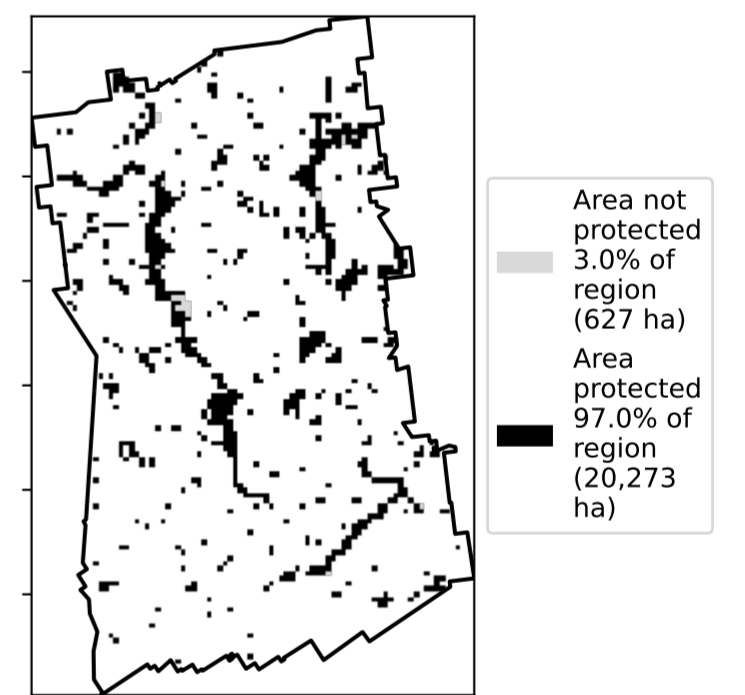 Area not
protected
3.0% of
region
(627 ha)
Area
protected
97.0% of
region
(20,273
ha)